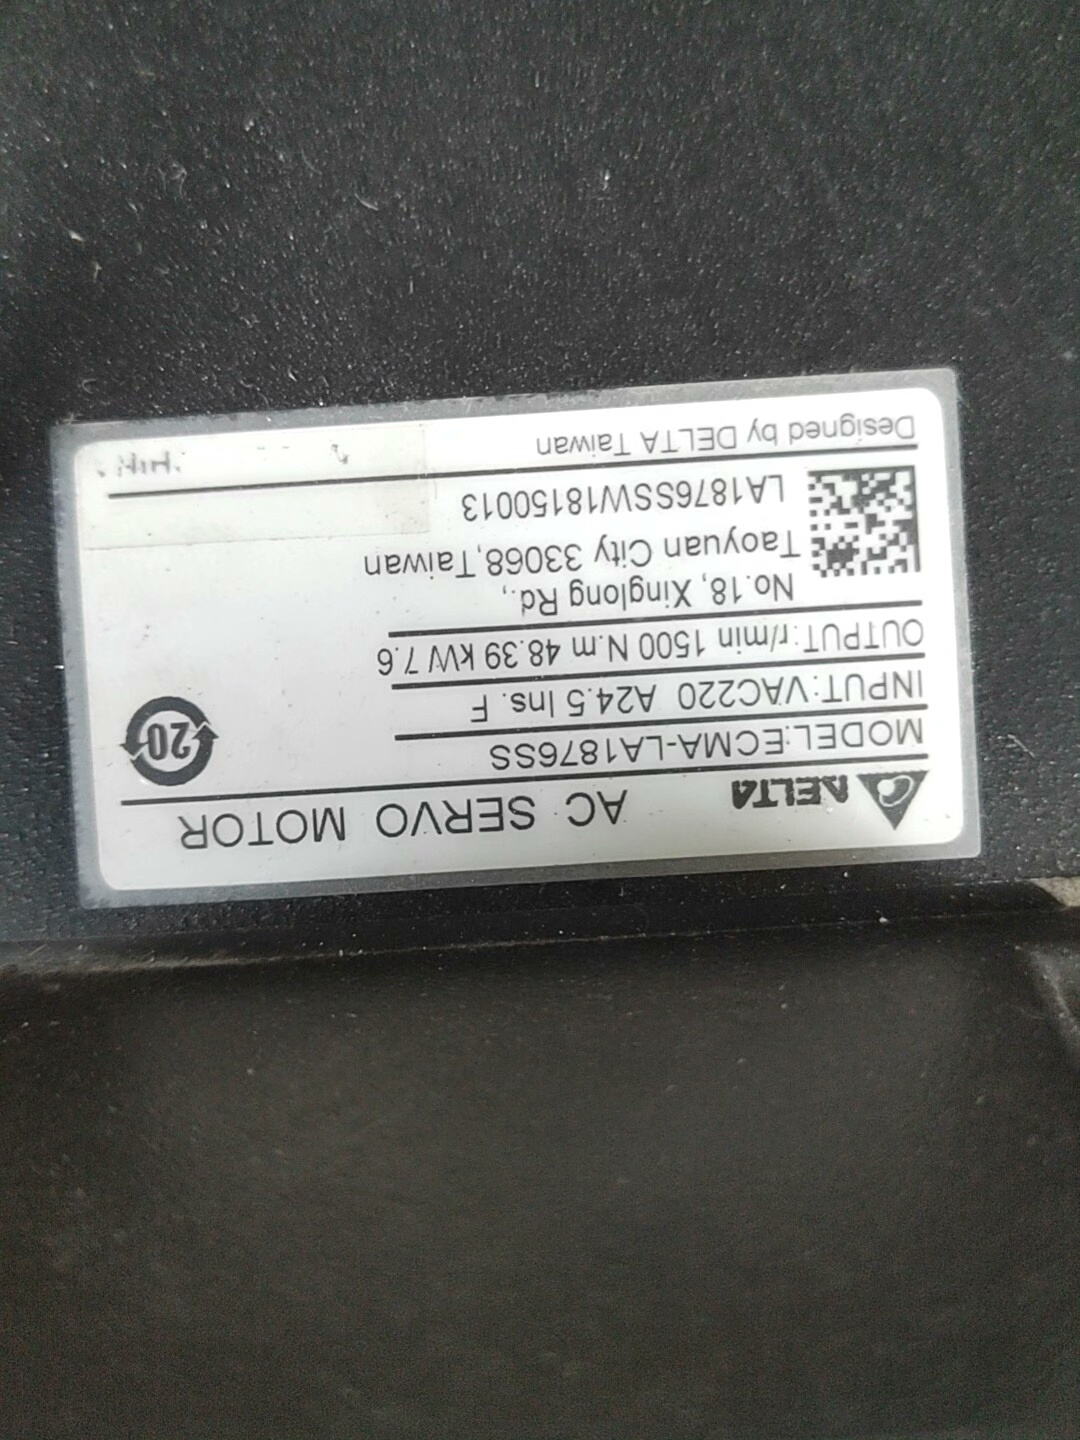 DELTA AC SERVO MOTOR
MODEL:ECMA-LA1876SS
INPUT:VAC220 A24.5 Ins. F
OUTPUT:r/min 1500 N.m 48.39 kW 7.6
20
No.18, Xinglong Rd.,
Taoyuan City 33068,Taiwan
LA1876SSW18150013
Designed by DELTA Taiwan